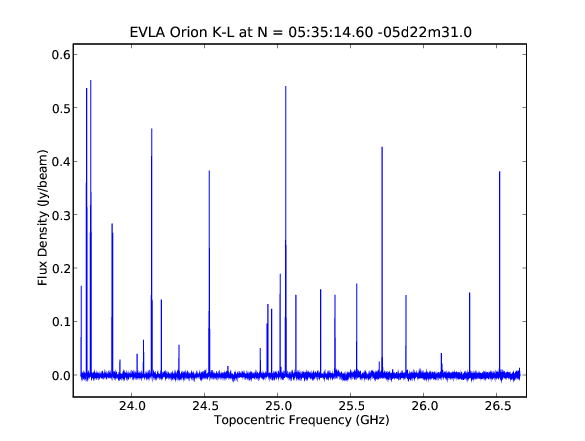 EVLA Orion K-L at N = 05:35:14.60 -05d22m31.0
0.6
0.5
0.4
0.3
0.2
0.1
0.0
Flux Density (Jy/beam)
24.0 24.5 25.0 25.5 26.0 26.5
Topocentric Frequency (GHz)